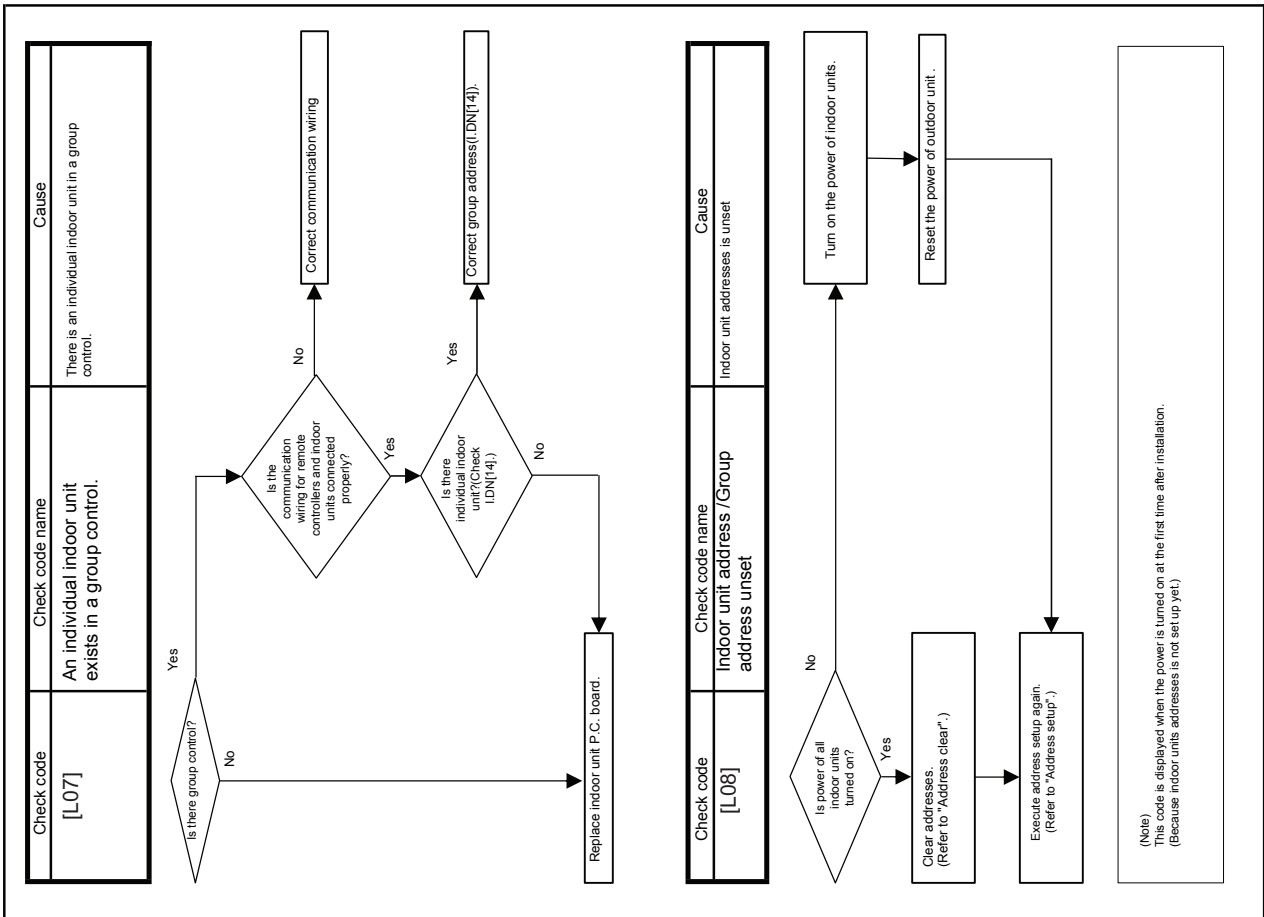 Check code
Check code name
Cause
[L07]
An individual indoor unit
exists in a group control.
There is an individual indoor unit in a group
control.
Is there group control?
Yes
No
Is the
communication
wiring for remote
controllers and indoor
units connected
properly?
No
Correct communication wiring
Yes
Is there
individual indoor
unit?(Check
I.DN[14].)
Yes
Correct group address(I.DN[14]).
No
Replace indoor unit P.C. board.
Check code
Check code name
Cause
[L08]
Indoor unit address /Group
address unset
Indoor unit addresses is unset
Is power of all
indoor units
turned on?
No
Turn on the power of indoor units.
Reset the power of outdoor unit .
Yes
Clear addresses.
(Refer to "Address clear".)
Execute address setup again.
(Refer to "Address setup".)
(Note)
This code is displayed when the power is turned on at the first time after installation.
(Because indoor units addresses is not set up yet.)